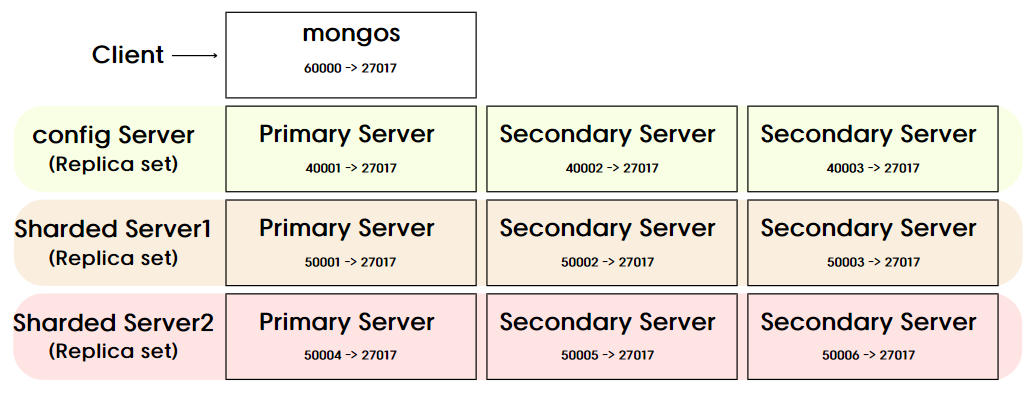 Client
mongos
60000 -> 27017
config Server
(Replica set)
Primary Server
40001 -> 27017
Secondary Server
40002 -> 27017
Secondary Server
40003 -> 27017
Sharded Server1
(Replica set)
Primary Server
50001 -> 27017
Secondary Server
50002 -> 27017
Secondary Server
50003 -> 27017
Sharded Server2
(Replica set)
Primary Server
50004 -> 27017
Secondary Server
50005 -> 27017
Secondary Server
50006 -> 27017